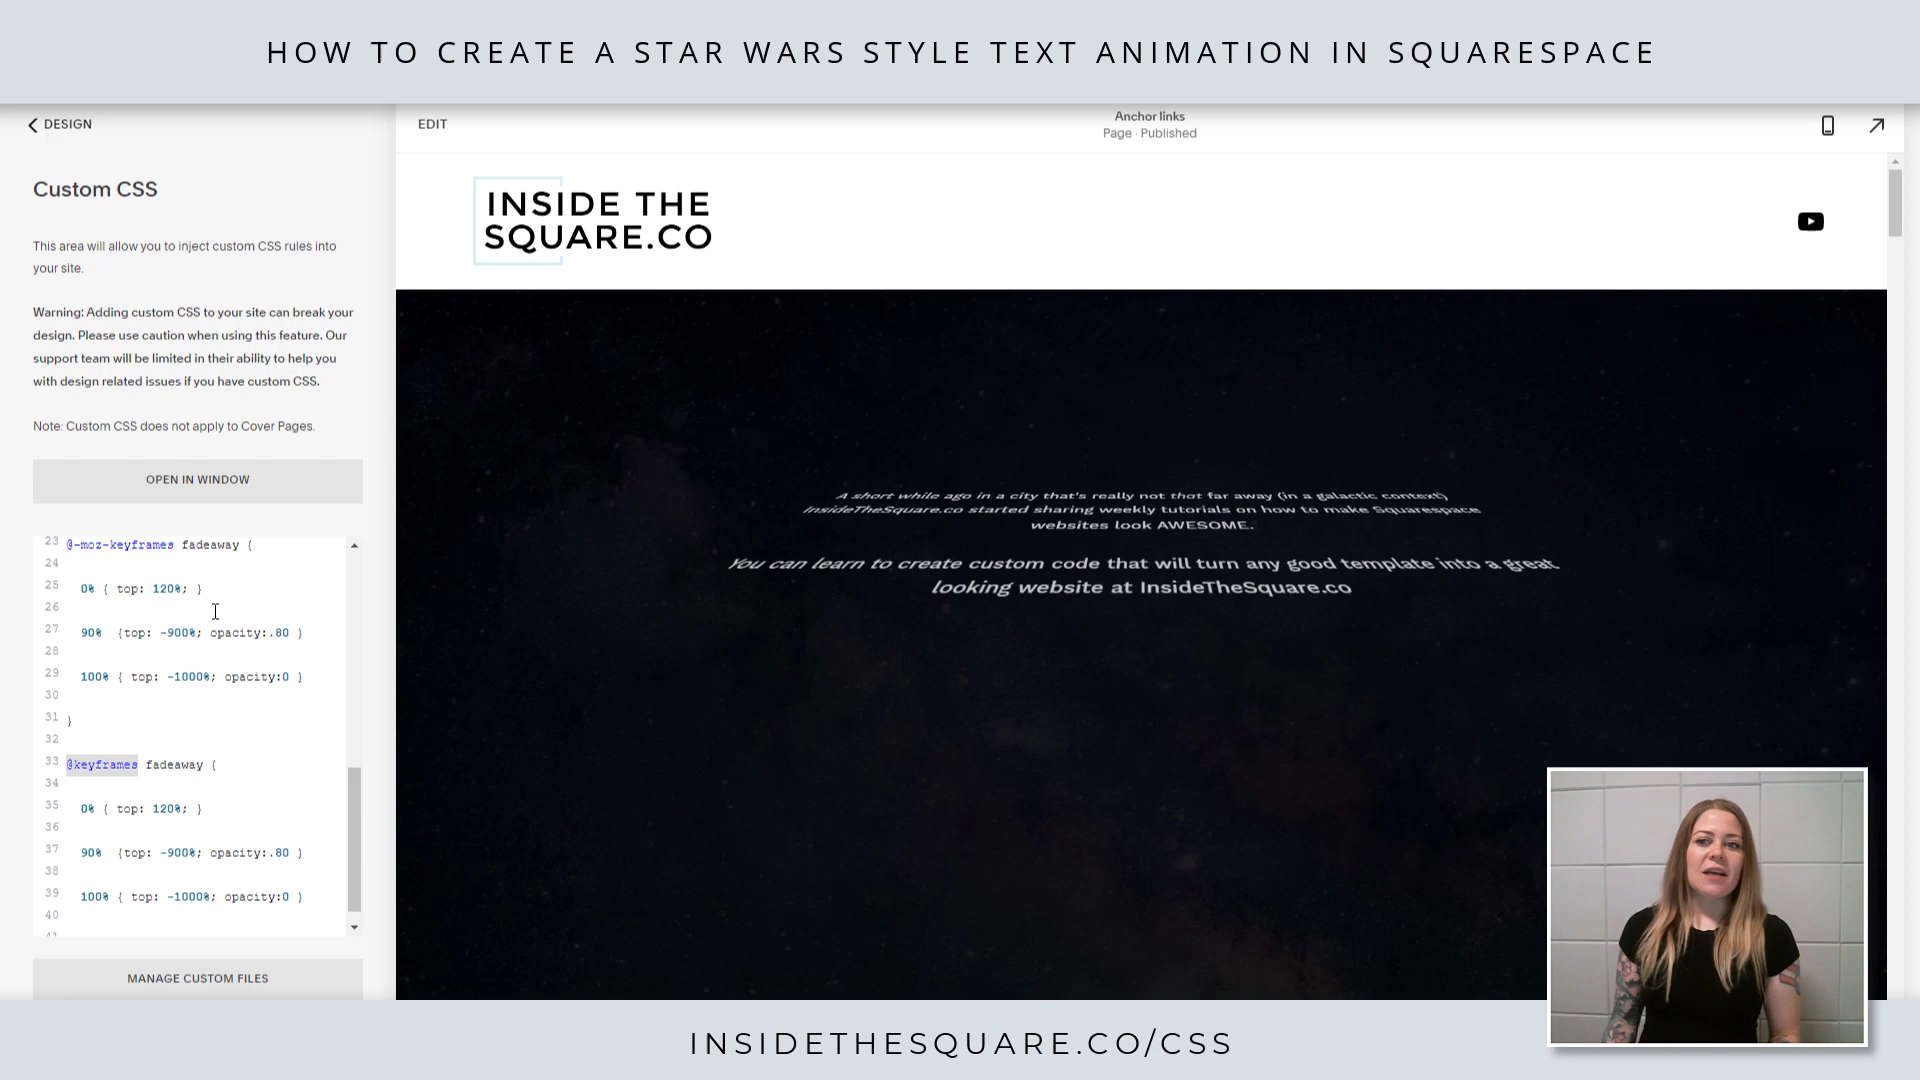 HOW TO CREATE A STAR WARS STYLE TEXT ANIMATION IN SQUARESPACE
DESIGN
Custom CSS
This area will allow you to inject custom CSS rules into
your site.
Warning: Adding custom CSS to your site can break your
design. Please use caution when using this feature. Our
support team will be limited in their ability to help you
with design related issues if you have custom CSS.
Note: Custom CSS does not apply to Cover Pages.
OPEN IN WINDOW
23 @-moz-keyframes fadeaway {
24
25 0% { top: 120%; }
26
27 90% {top: -900%; opacity:.80 }
28
29 100% { top: -1000%; opacity:0 }
30
31 }
32
33 @keyframes fadeaway {
34
35 0% { top: 120%; }
36
37 90% {top: -900%; opacity:.80 }
38
39 100% { top: -1000%; opacity:0 }
40
41
MANAGE CUSTOM FILES
EDIT
Anchor links
Page · Published
INSIDE THE
SQUARE.CO
A short while ago in a city that's really not that far away (in a galactic context)
InsideTheSquare.co started sharing weekly tutorials on how to make Squarespace
websites look AWESOME.
You can learn to create custom code that will turn any good template into a great
looking website at InsideTheSquare.co
INSIDETHESQUARE.CO/CSS